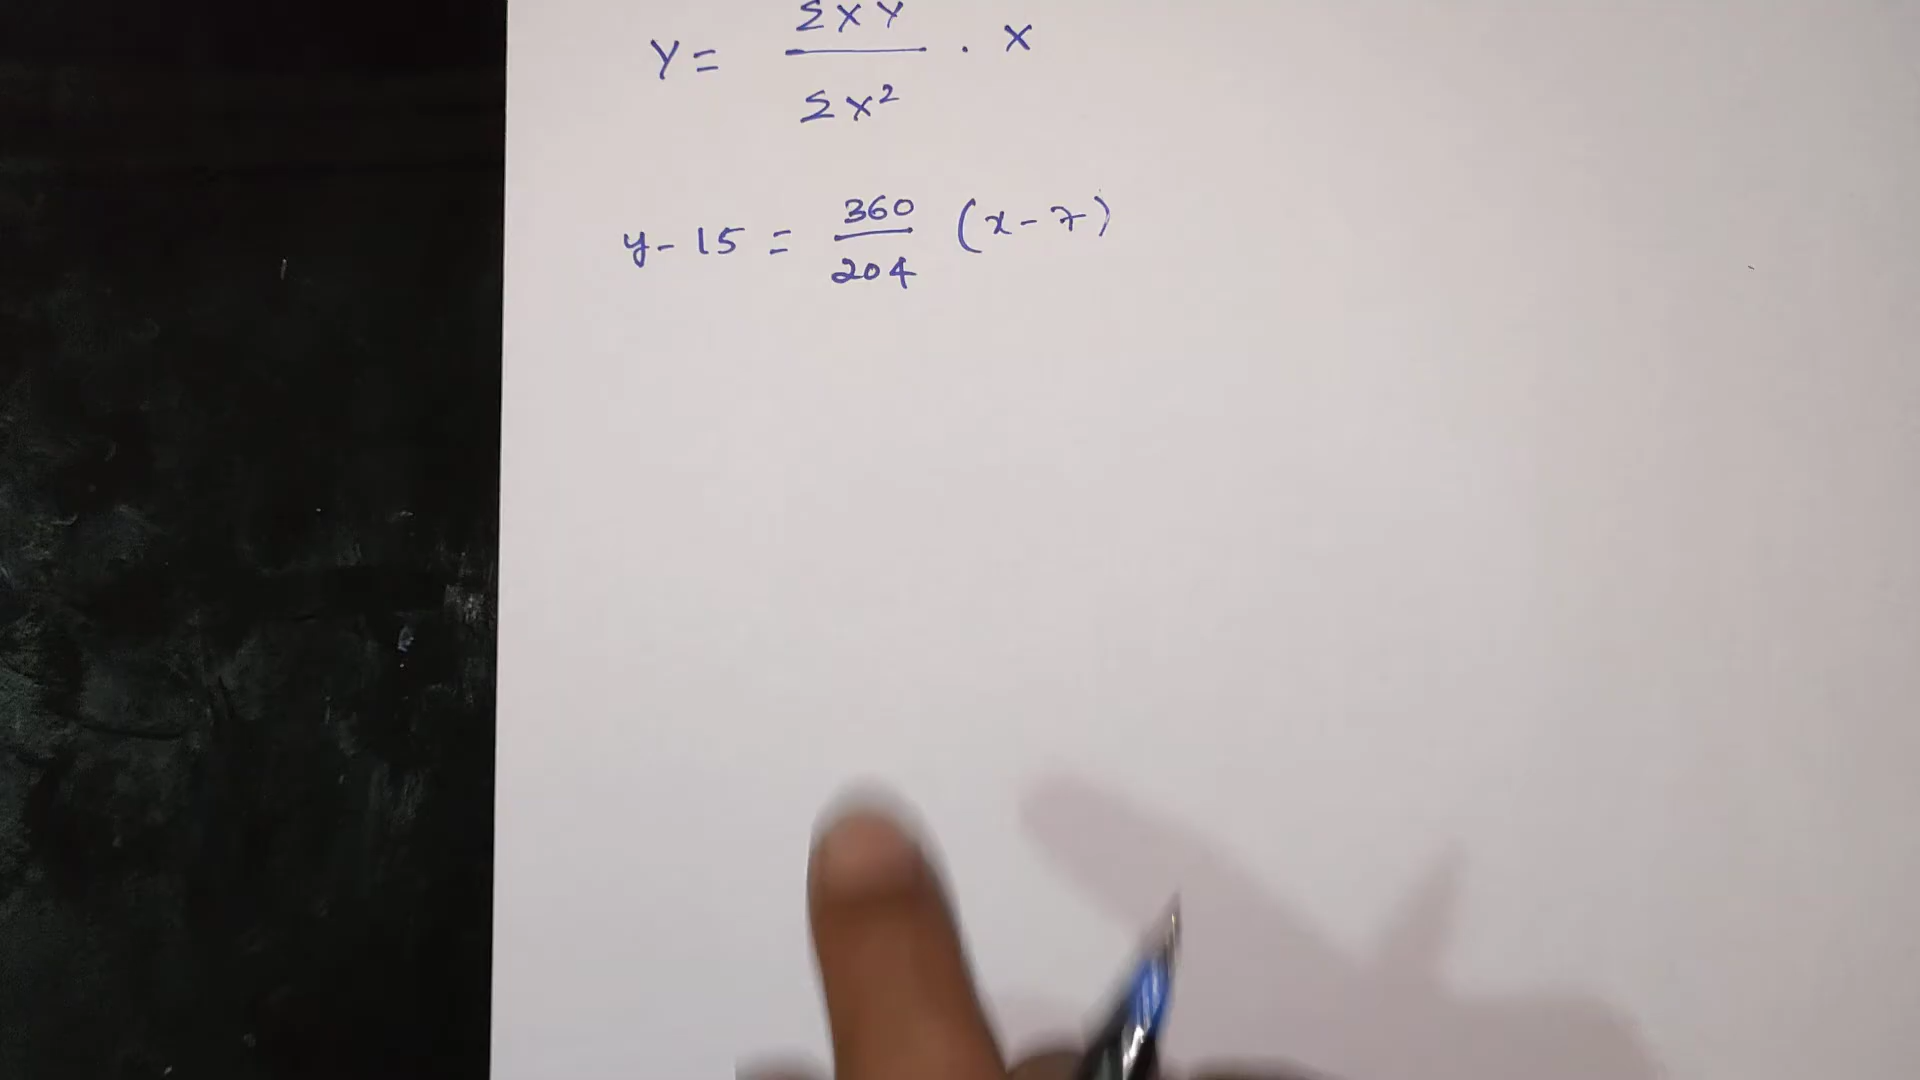 Y = ΣXY / ΣX² . X
y - 15 = 360 / 204 (x - 7)